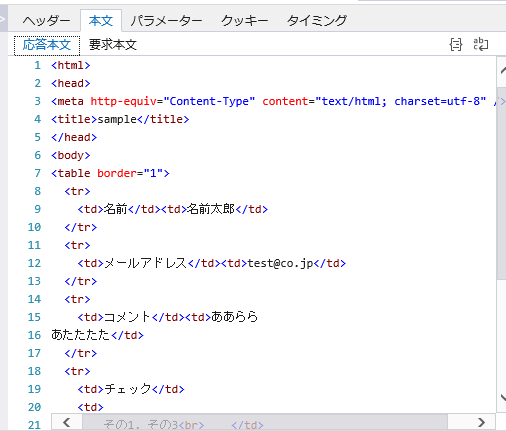 ヘッダー 本文 パラメーター クッキー タイミング
応答本文 要求本文
1 <html>
2 <head>
3 <meta http-equiv="Content-Type" content="text/html; charset=utf-8" />
4 <title>sample</title>
5 </head>
6 <body>
7 <table border="1">
8 <tr>
9 <td>名前</td><td>名前太郎</td>
10 </tr>
11 <tr>
12 <td>メールアドレス</td><td>test@co.jp</td>
13 </tr>
14 <tr>
15 <td>コメント</td><td>ああらら
16 あたたたた</td>
17 </tr>
18 <tr>
19 <td>チェック</td>
20 <td>
21 その1. その3<br> </td>